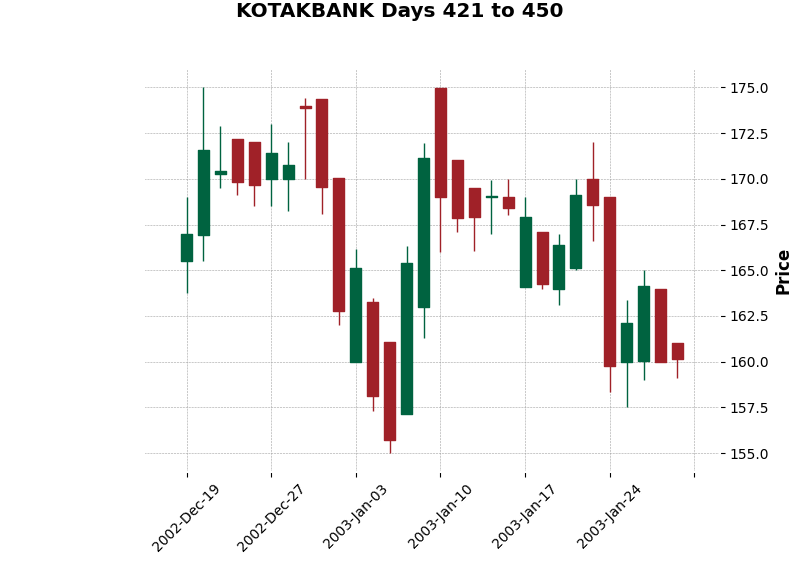 KOTAKBANK Days 421 to 450
175.0
172.5
170.0
167.5
165.0
162.5
160.0
157.5
155.0
Price
2002-Dec-19
2002-Dec-27
2003-Jan-03
2003-Jan-10
2003-Jan-17
2003-Jan-24